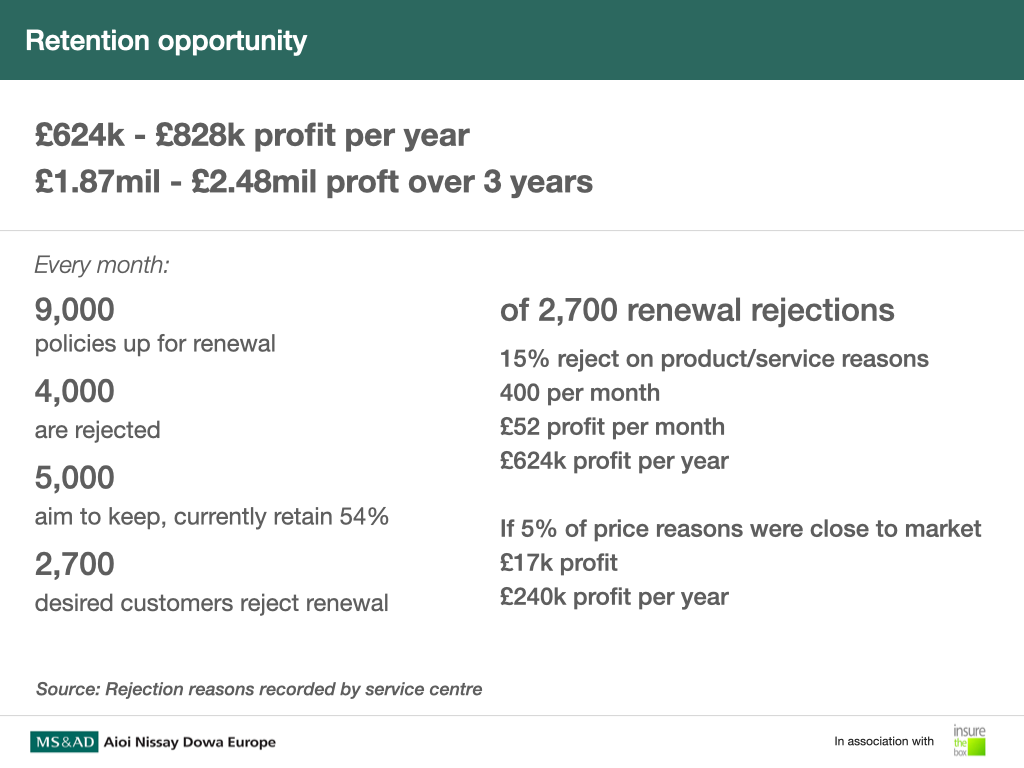 Retention opportunity
£624k - £828k profit per year
£1.87mil - £2.48mil proft over 3 years
Every month:
9,000
policies up for renewal
4,000
are rejected
5,000
aim to keep, currently retain 54%
2,700
desired customers reject renewal
of 2,700 renewal rejections
15% reject on product/service reasons
400 per month
£52 profit per month
£624k profit per year
If 5% of price reasons were close to market
£17k profit
£240k profit per year
Source: Rejection reasons recorded by service centre
MS&AD Aioi Nissay Dowa Europe
In association with
insure
the
box